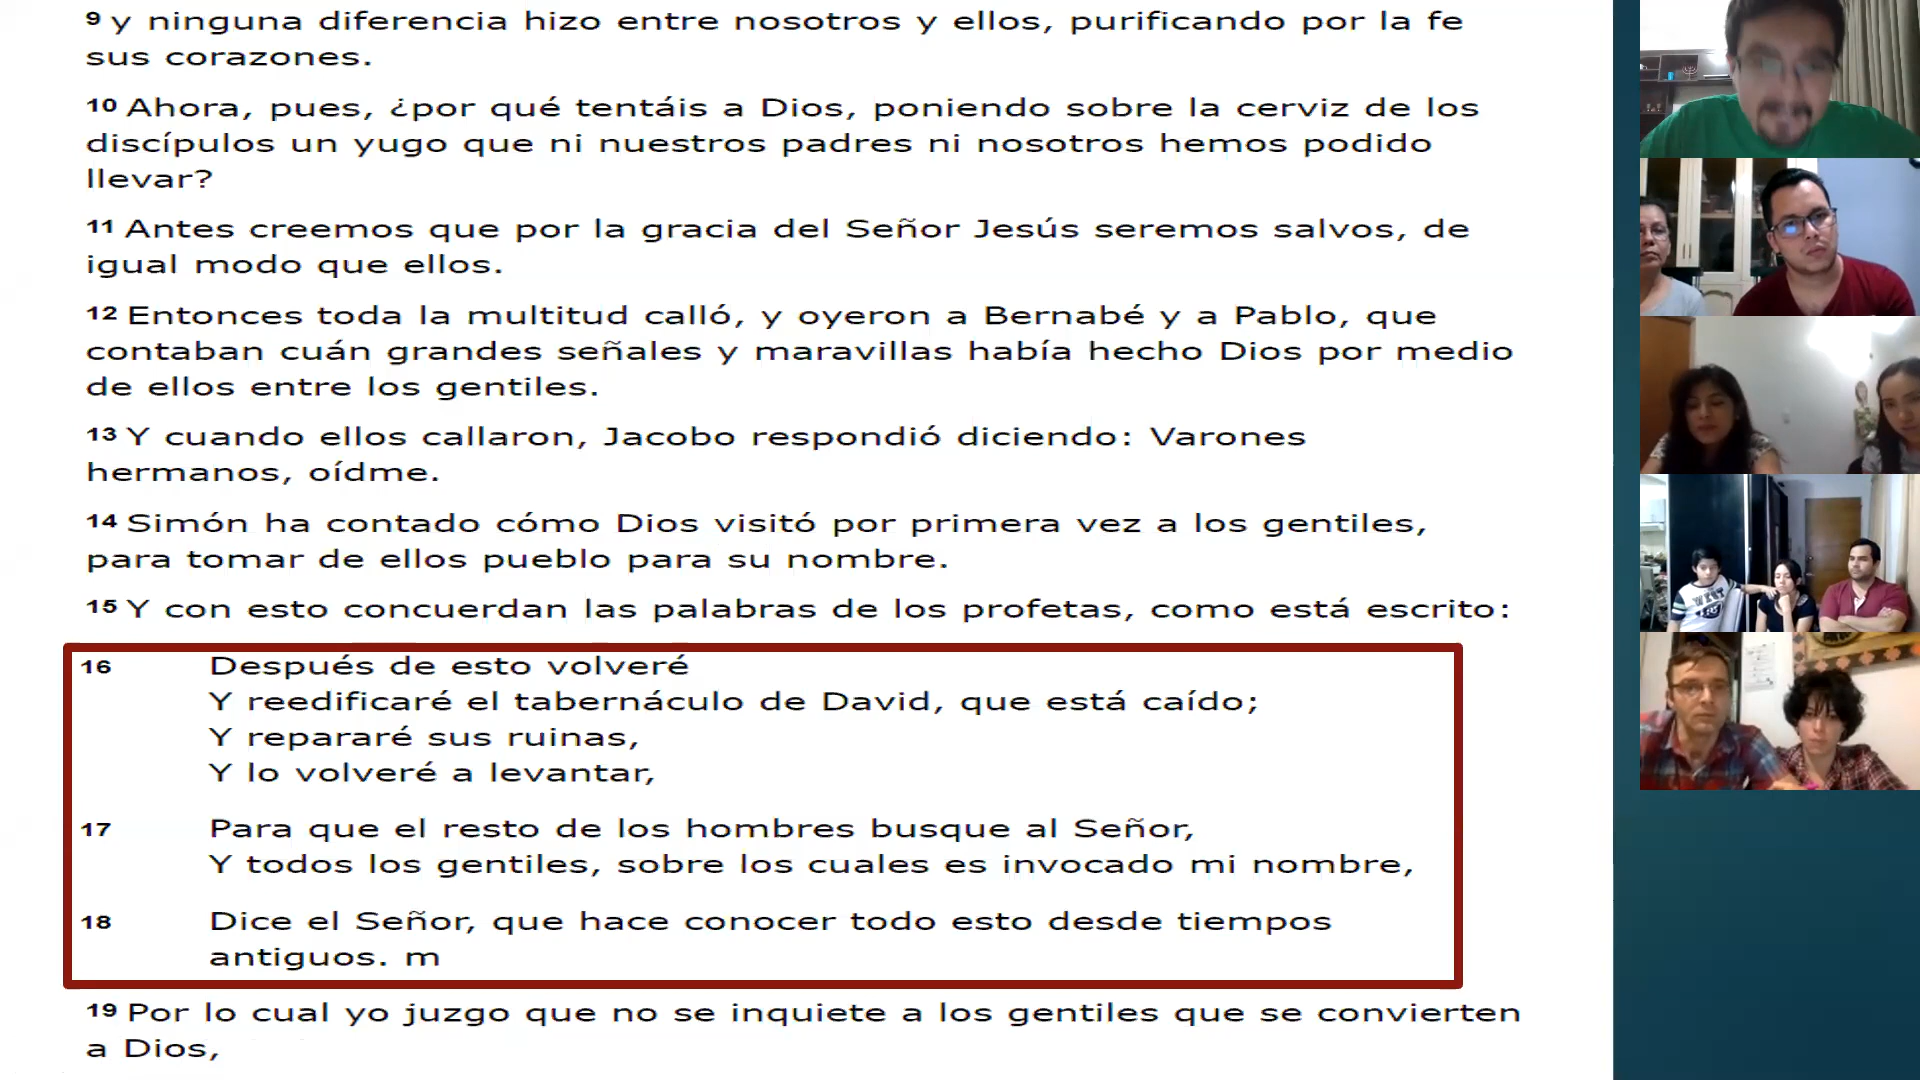 9 y ninguna diferencia hizo entre nosotros y ellos, purificando por la fe
sus corazones.
10 Ahora, pues, ¿por qué tentáis a Dios, poniendo sobre la cerviz de los
discípulos un yugo que ni nuestros padres ni nosotros hemos podido
llevar?
11 Antes creemos que por la gracia del Señor Jesús seremos salvos, de
igual modo que ellos.
12 Entonces toda la multitud calló, y oyeron a Bernabé y a Pablo, que
contaban cuán grandes señales y maravillas había hecho Dios por medio
de ellos entre los gentiles.
13 Y cuando ellos callaron, Jacobo respondió diciendo: Varones
hermanos, oídme.
14 Simón ha contado cómo Dios visitó por primera vez a los gentiles,
para tomar de ellos pueblo para su nombre.
15 Y con esto concuerdan las palabras de los profetas, como está escrito:
16 Después de esto volveré
Y reedificaré el tabernáculo de David, que está caído;
Y repararé sus ruinas,
Y lo volveré a levantar,
17 Para que el resto de los hombres busque al Señor,
Y todos los gentiles, sobre los cuales es invocado mi nombre,
18 Dice el Señor, que hace conocer todo esto desde tiempos
antiguos. m
19 Por lo cual yo juzgo que no se inquiete a los gentiles que se convierten
a Dios,
WEST